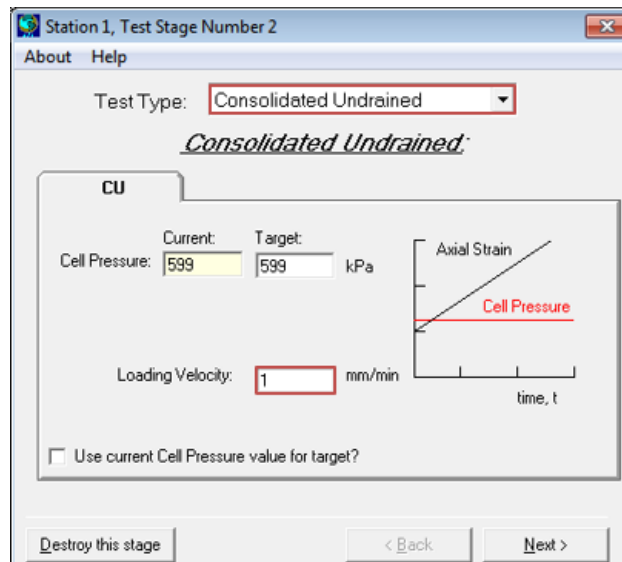 Station 1, Test Stage Number 2
About Help
Test Type: Consolidated Undrained
Consolidated Undrained:
CU
Current: Target:
Cell Pressure: 599 599 kPa
Axial Strain
Cell Pressure
Loading Velocity: 1 mm/min
time, t
Use current Cell Pressure value for target?
Destroy this stage < Back Next >